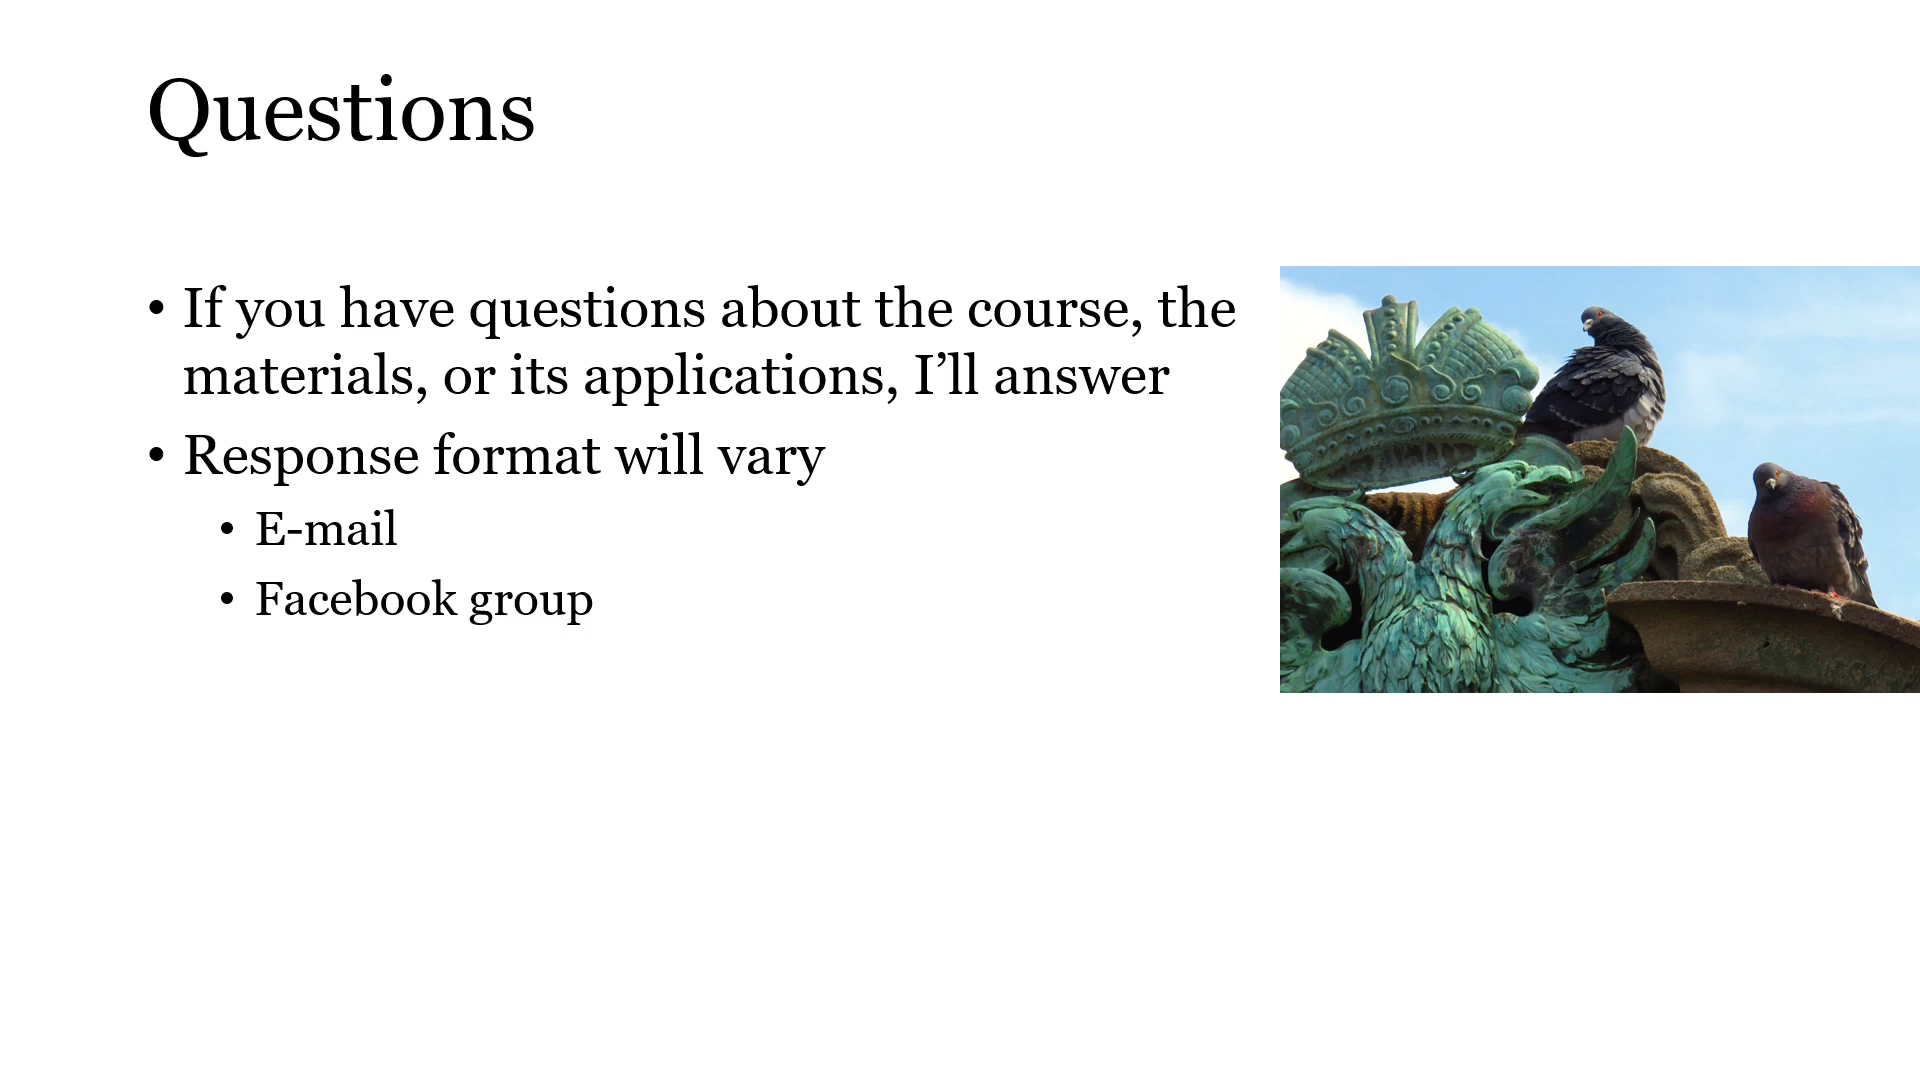 Questions
• If you have questions about the course, the
materials, or its applications, I’ll answer
• Response format will vary
• E-mail
• Facebook group